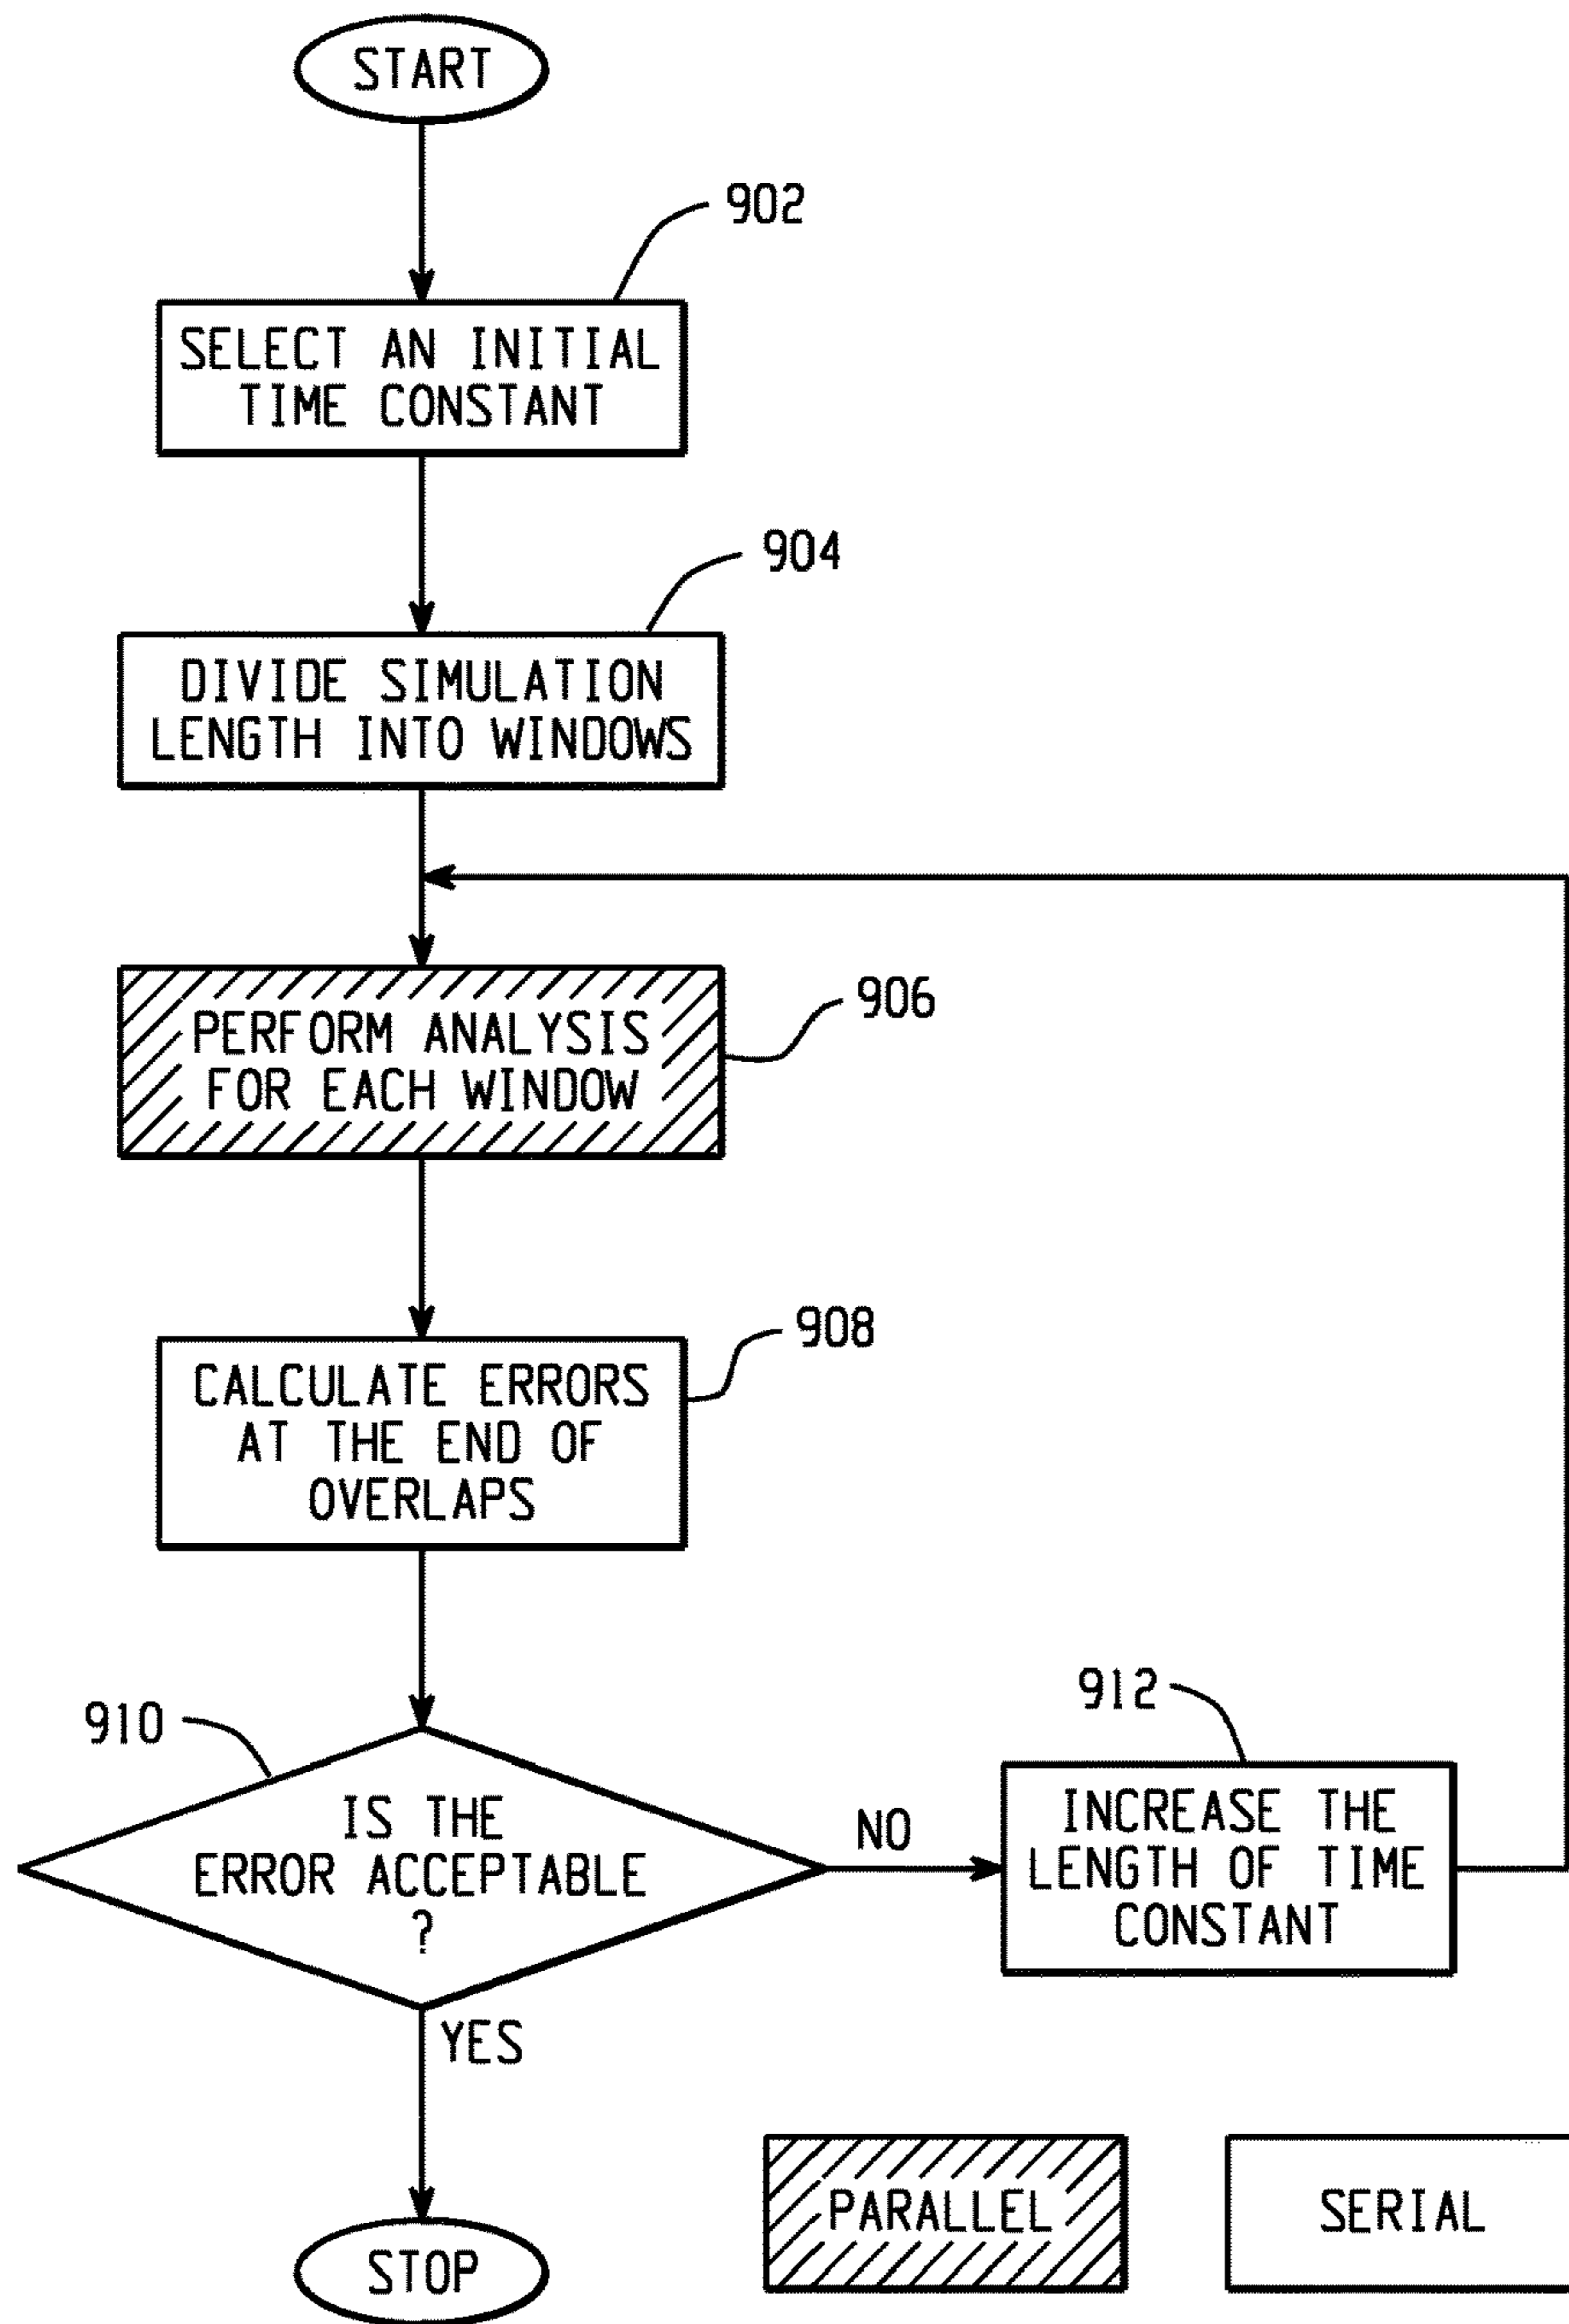 START
902
SELECT AN INITIAL
TIME CONSTANT
904
DIVIDE SIMULATION
LENGTH INTO WINDOWS
906
PERFORM ANALYSIS
FOR EACH WINDOW
908
CALCULATE ERRORS
AT THE END OF
OVERLAPS
910
IS THE
ERROR ACCEPTABLE
?
NO
912
INCREASE THE
LENGTH OF TIME
CONSTANT
YES
STOP
PARALLEL
SERIAL